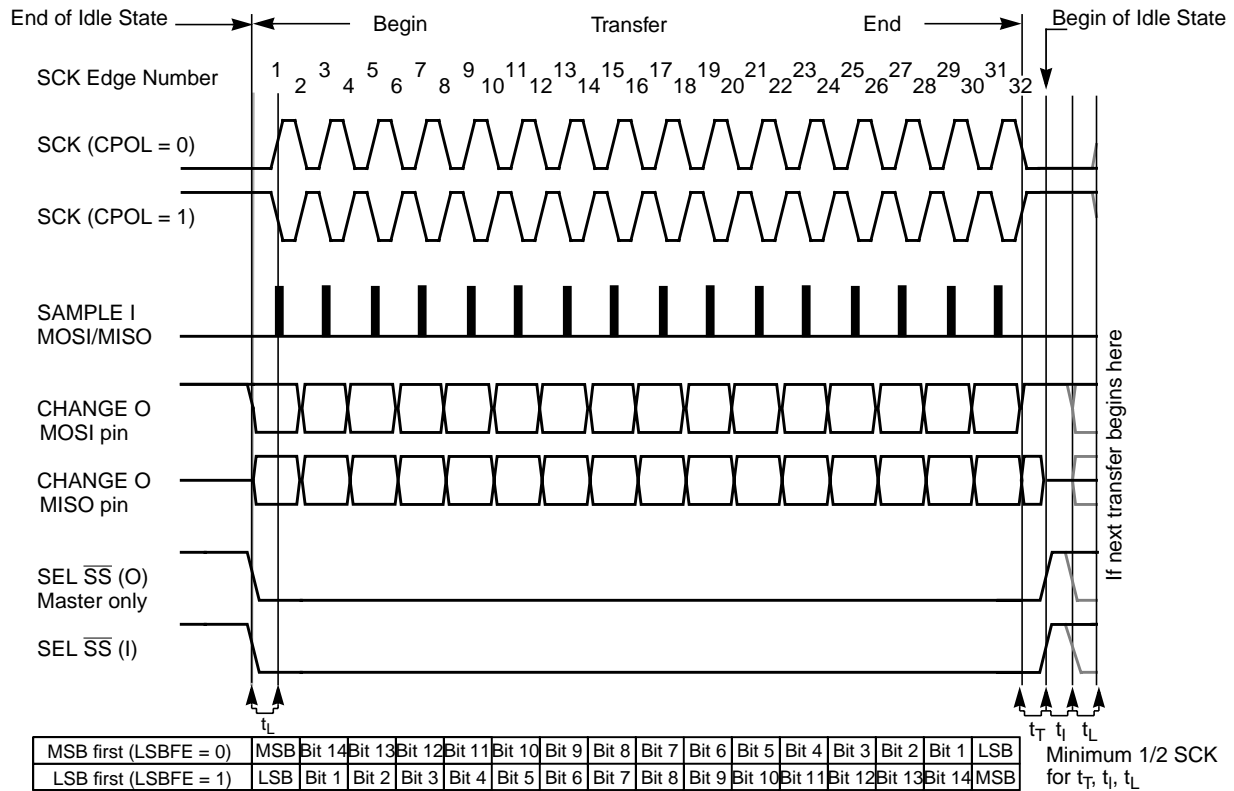 End of Idle State
Begin
Transfer
End
Begin of Idle State
SCK Edge Number
1 2 3 4 5 6 7 8 9 10 11 12 13 14 15 16 17 18 19 20 21 22 23 24 25 26 27 28 29 30 31 32
SCK (CPOL = 0)
SCK (CPOL = 1)
SAMPLE I
MOSI/MISO
CHANGE O
MOSI pin
CHANGE O
MISO pin
SEL SS (O)
Master only
SEL SS (I)
If next transfer begins here
tL
tT tI tL
MSB first (LSBFE = 0) MSB Bit 14 Bit 13 Bit 12 Bit 11 Bit 10 Bit 9 Bit 8 Bit 7 Bit 6 Bit 5 Bit 4 Bit 3 Bit 2 Bit 1 LSB
LSB first (LSBFE = 1) LSB Bit 1 Bit 2 Bit 3 Bit 4 Bit 5 Bit 6 Bit 7 Bit 8 Bit 9 Bit 10 Bit 11 Bit 12 Bit 13 Bit 14 MSB
Minimum 1/2 SCK
for tT, tI, tL